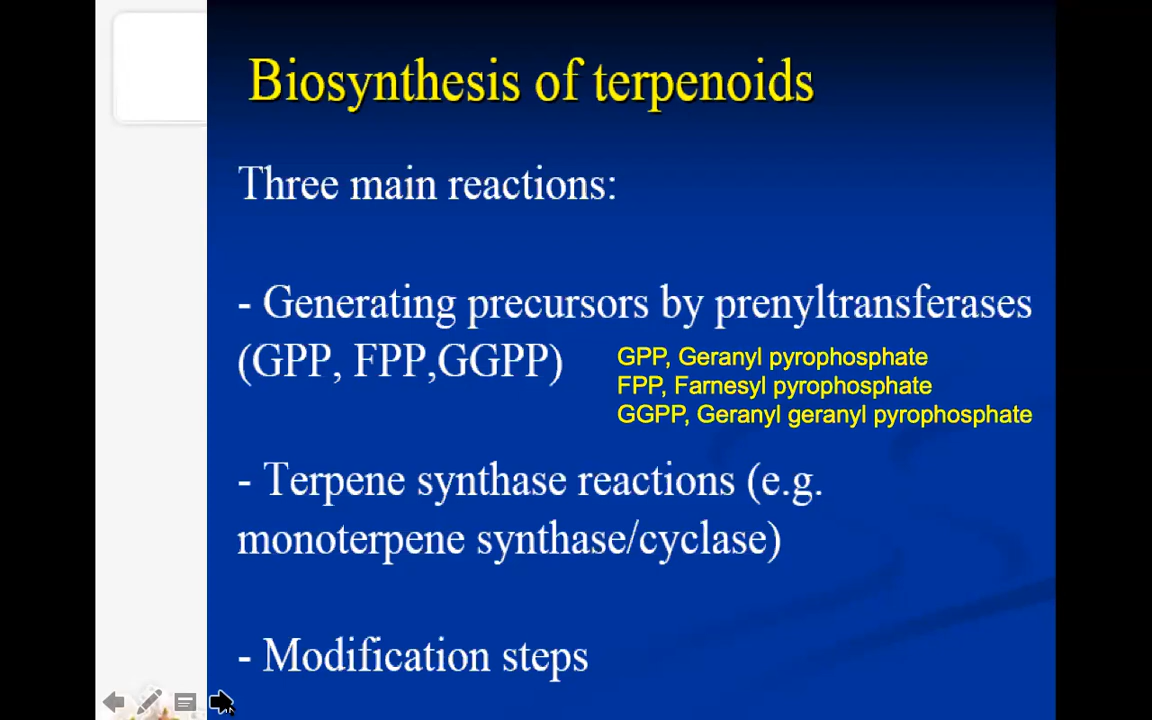 Biosynthesis of terpenoids
Three main reactions:
- Generating precursors by prenyltransferases
(GPP, FPP,GGPP)
GPP, Geranyl pyrophosphate
FPP, Farnesyl pyrophosphate
GGPP, Geranyl geranyl pyrophosphate
- Terpene synthase reactions (e.g.
monoterpene synthase/cyclase)
- Modification steps